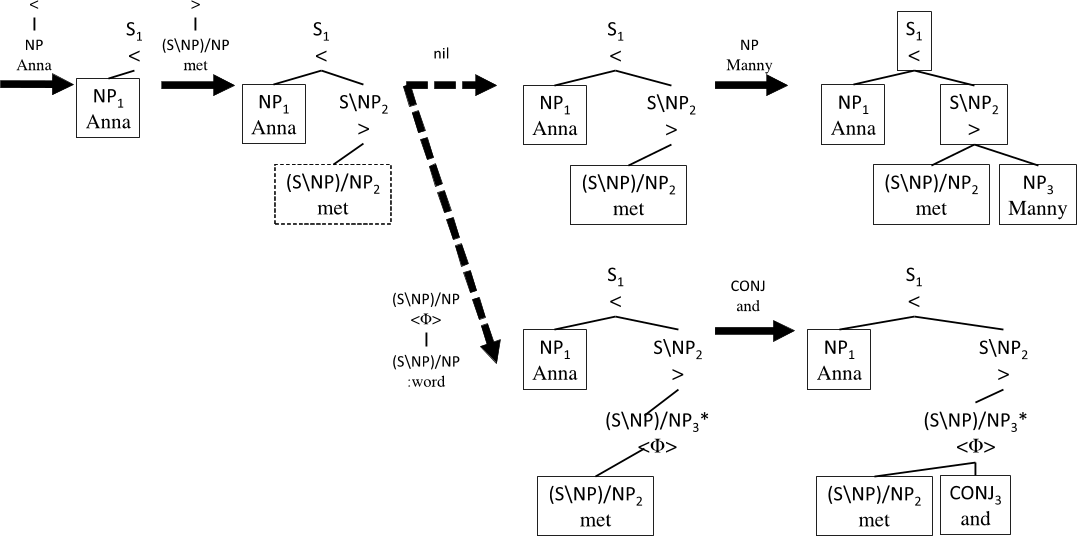 <
NP
Anna
S1
<
NP1
Anna
>
(S\NP)/NP
met
S1
<
NP1
Anna
S\NP2
>
(S\NP)/NP2
met
nil
S1
<
NP1
Anna
S\NP2
>
(S\NP)/NP2
met
NP
Manny
S1
<
NP1
Anna
S\NP2
>
(S\NP)/NP2
met
NP3
Manny
(S\NP)/NP
<Φ>
(S\NP)/NP
:word
S1
<
NP1
Anna
S\NP2
>
(S\NP)/NP3*
<Φ>
(S\NP)/NP2
met
CONJ
and
S1
<
NP1
Anna
S\NP2
>
(S\NP)/NP3*
<Φ>
(S\NP)/NP2
met
CONJ3
and